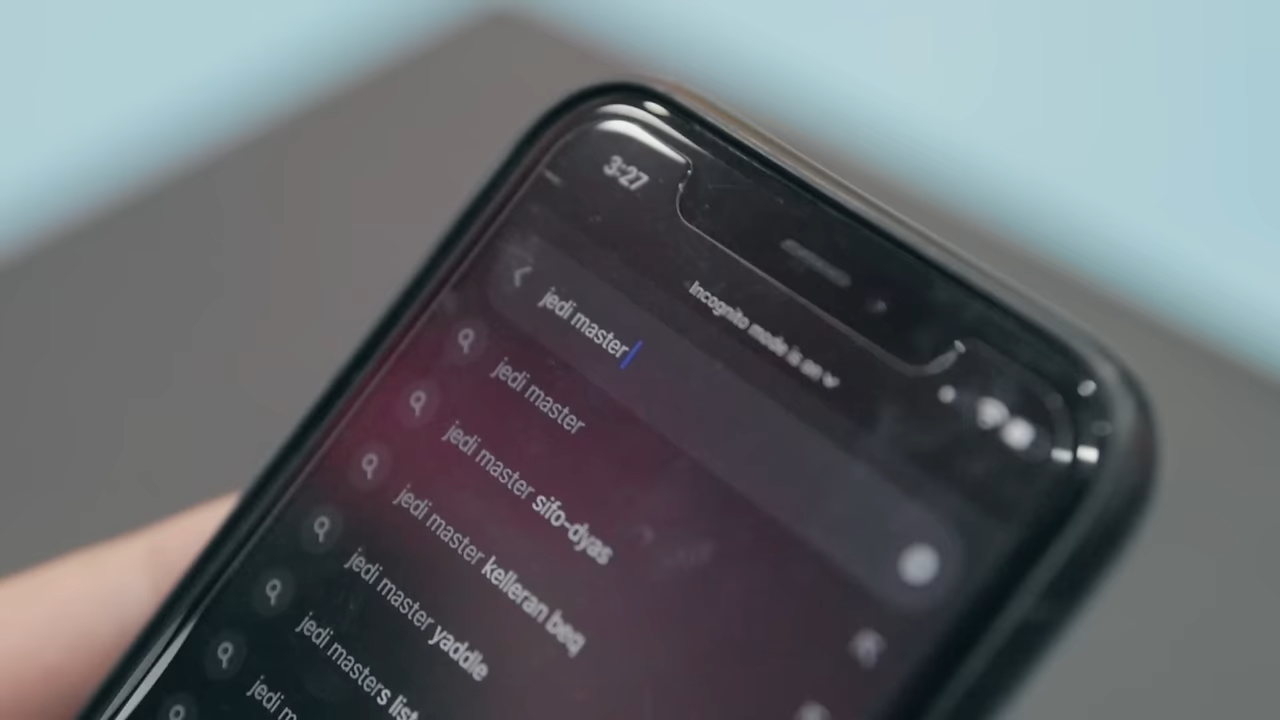 3:27
Incognito mode is on
jedi master
jedi master
jedi master sifo-dyas
jedi master kelleran beq
jedi master yaddle
jedi masters list
jedi